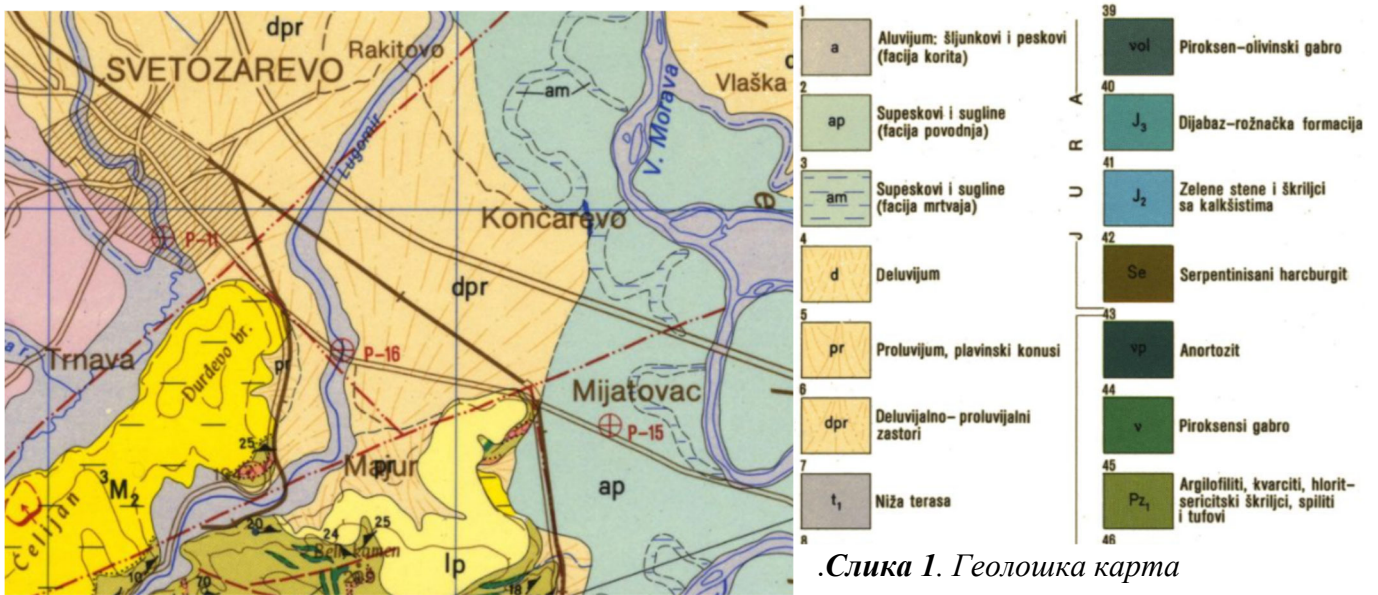 dpr
Rakitovo
SVETOZAREVO
Vlaška
am
V. Morava
Lugomir
Končarevo
P-11
dpr
Trnava
Đurđevo br.
pr
P-16
Mijatovac
P-15
25
Majur
pr
³M₂
ap
Čelijan
20
24
25
Beli kamen
lp
10
70
18
1
a
Aluvijum: šljunkovi i peskovi
(facija korita)
2
ap
Supeskovi i sugline
(facija povodnja)
3
am
Supeskovi i sugline
(facija mrtvaja)
4
d
Deluvijum
5
pr
Proluvijum, plavinski konusi
6
dpr
Deluvijalno-proluvijalni
zastori
7
t₁
Niža terasa
8
J U R A
39
νol
Piroksen-olivinski gabro
40
J₃
Dijabaz-rožnačka formacija
41
J₂
Zelene stene i škriljci
sa kalkšistima
42
Se
Serpentinisani harcburgit
43
νp
Anortozit
44
ν
Piroksensi gabro
45
Pz₁
Argilofiliti, kvarciti, hlorit-
sericitski škriljci, spiliti
i tufovi
46
.Слика 1. Геолошка карта